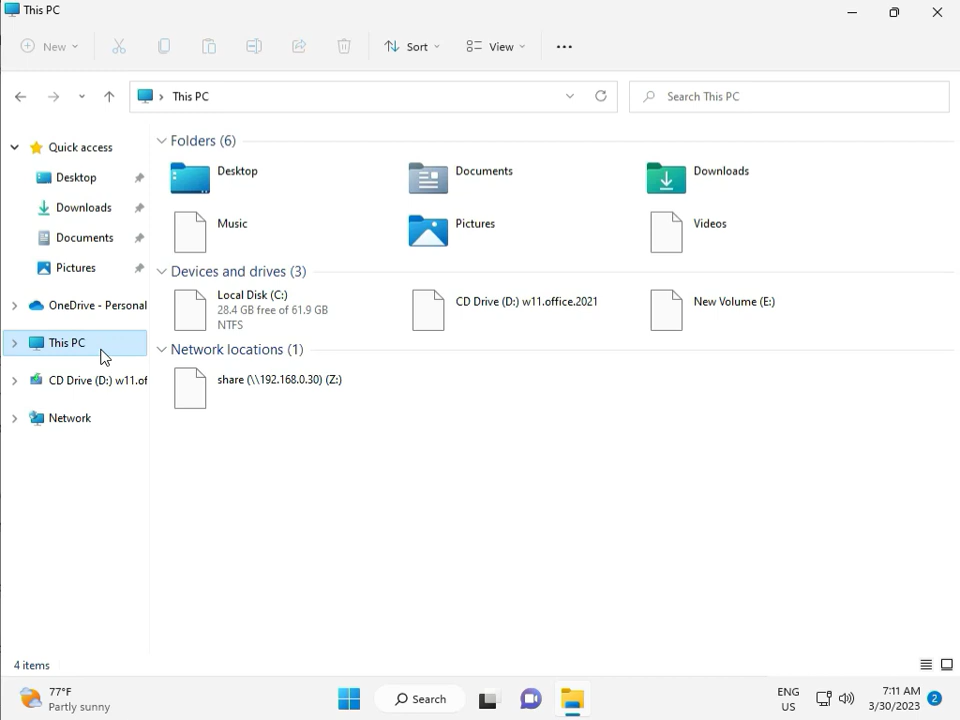 This PC
New
Sort
View
This PC
Search This PC
Quick access
Desktop
Downloads
Documents
Pictures
OneDrive - Personal
This PC
CD Drive (D:) w11.of
Network
Folders (6)
Desktop
Documents
Downloads
Music
Pictures
Videos
Devices and drives (3)
Local Disk (C:)
28.4 GB free of 61.9 GB
NTFS
CD Drive (D:) w11.office.2021
New Volume (E:)
Network locations (1)
share (\\192.168.0.30) (Z:)
4 items
77°F
Partly sunny
Search
ENG
US
7:11 AM
3/30/2023
2